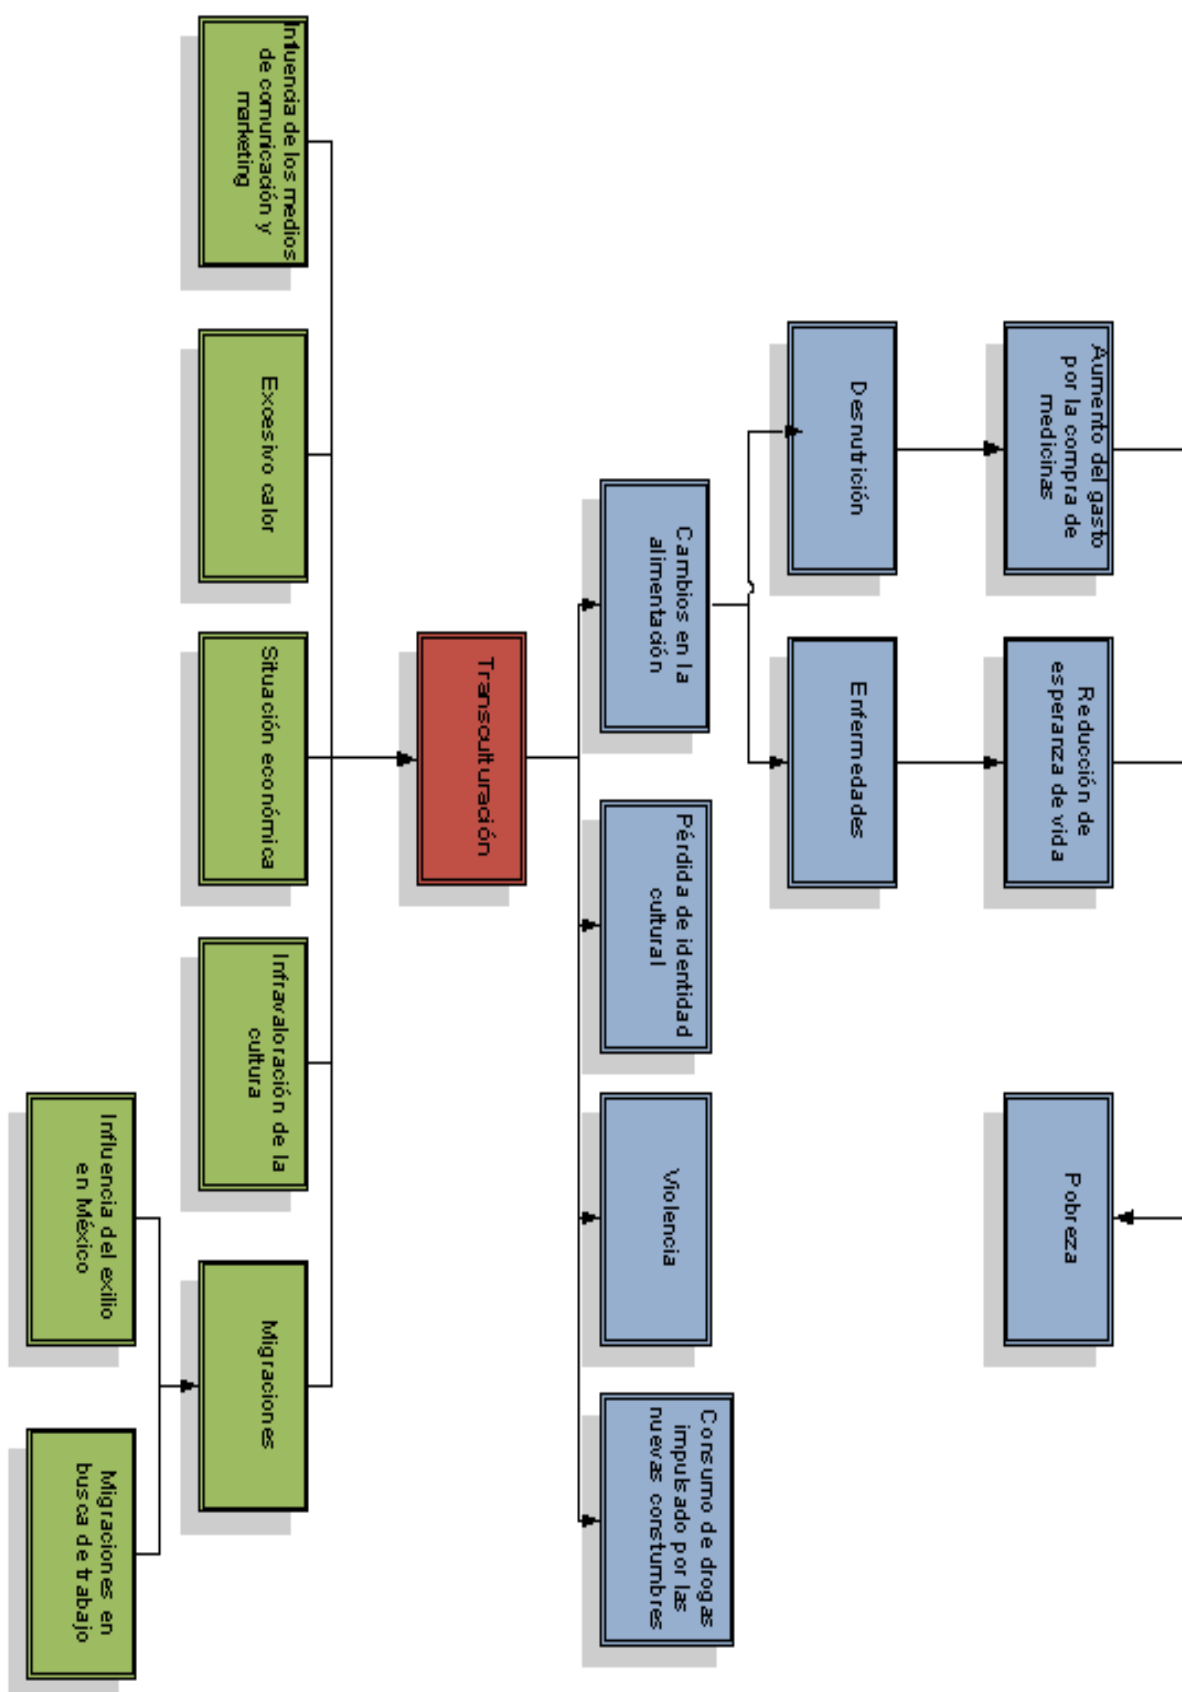 Aumento del gasto
por la compra de
medicinas
Reducción de
esperanza de vida
Pobreza
Desnutrición
Enfermedades
Cambios en la
alimentación
Pérdida de identidad
cultural
Violencia
Consumo de drogas
impulsado por las
nuevas constumbres
Transculturación
Influencia de los medios
de comunicación y
marketing
Excesivo calor
Situación económica
Infravaloración de la
cultura
Migraciones
Influencia del exilio
en México
Migraciones en
busca de trabajo